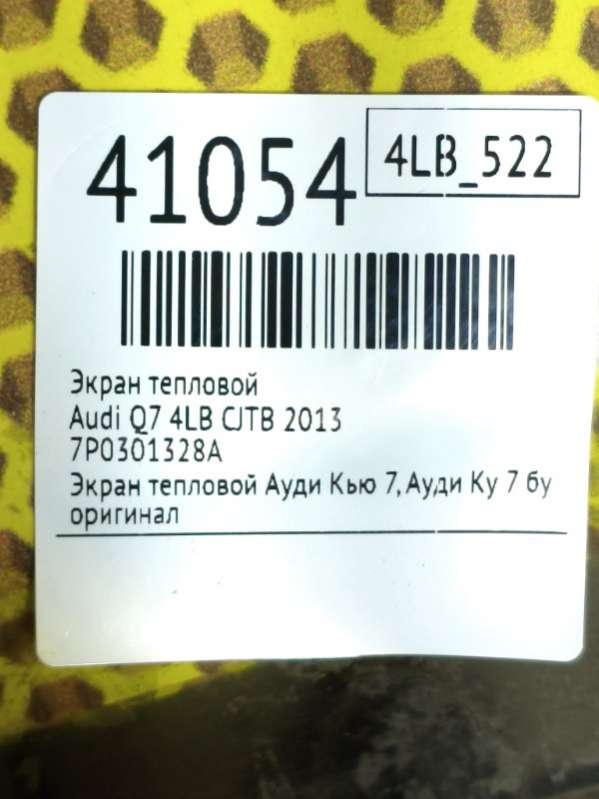 41054
4LB_522
Экран тепловой
Audi Q7 4LB CJTB 2013
7P0301328A
Экран тепловой Ауди Кью 7, Ауди Ку 7 бу
оригинал